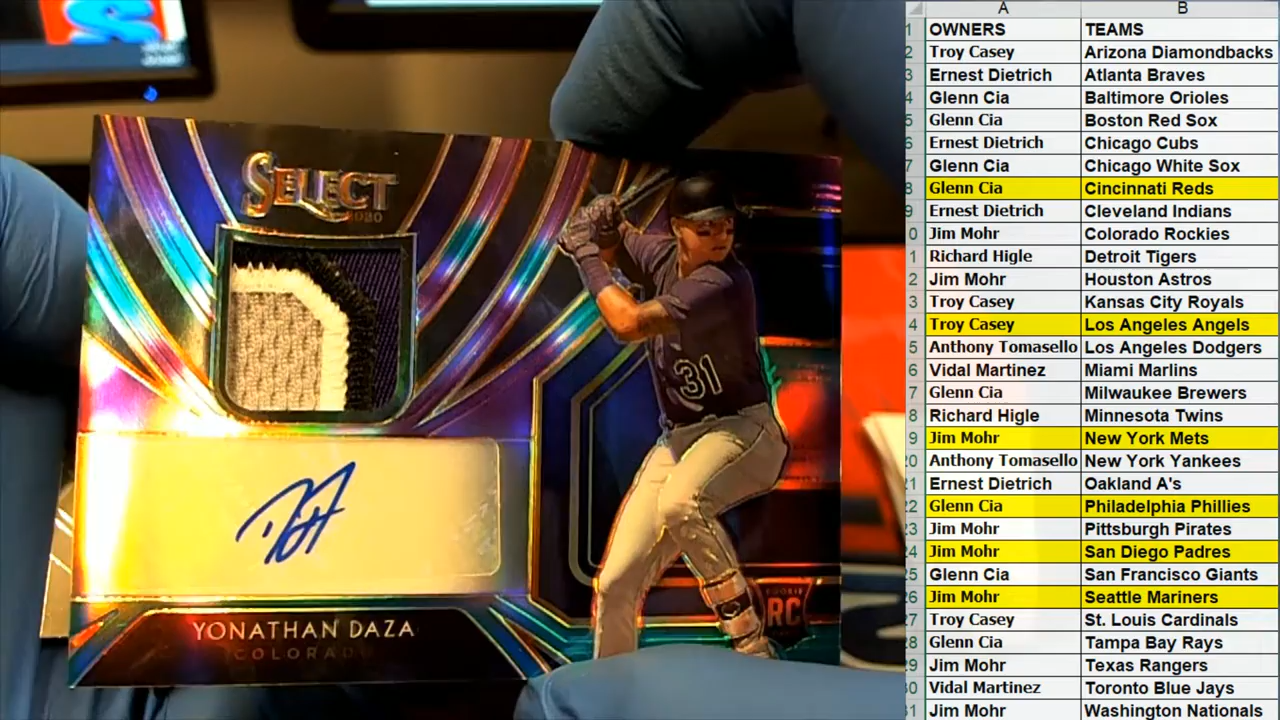 SELECT
2020
31
YONATHAN DAZA
COLORADO
ROOKIE
RC
A B
1 OWNERS TEAMS
2 Troy Casey Arizona Diamondbacks
3 Ernest Dietrich Atlanta Braves
4 Glenn Cia Baltimore Orioles
5 Glenn Cia Boston Red Sox
6 Ernest Dietrich Chicago Cubs
7 Glenn Cia Chicago White Sox
8 Glenn Cia Cincinnati Reds
9 Ernest Dietrich Cleveland Indians
0 Jim Mohr Colorado Rockies
1 Richard Higle Detroit Tigers
2 Jim Mohr Houston Astros
3 Troy Casey Kansas City Royals
4 Troy Casey Los Angeles Angels
5 Anthony Tomasello Los Angeles Dodgers
6 Vidal Martinez Miami Marlins
7 Glenn Cia Milwaukee Brewers
8 Richard Higle Minnesota Twins
9 Jim Mohr New York Mets
20 Anthony Tomasello New York Yankees
21 Ernest Dietrich Oakland A's
22 Glenn Cia Philadelphia Phillies
23 Jim Mohr Pittsburgh Pirates
24 Jim Mohr San Diego Padres
25 Glenn Cia San Francisco Giants
26 Jim Mohr Seattle Mariners
27 Troy Casey St. Louis Cardinals
28 Glenn Cia Tampa Bay Rays
29 Jim Mohr Texas Rangers
30 Vidal Martinez Toronto Blue Jays
31 Jim Mohr Washington Nationals